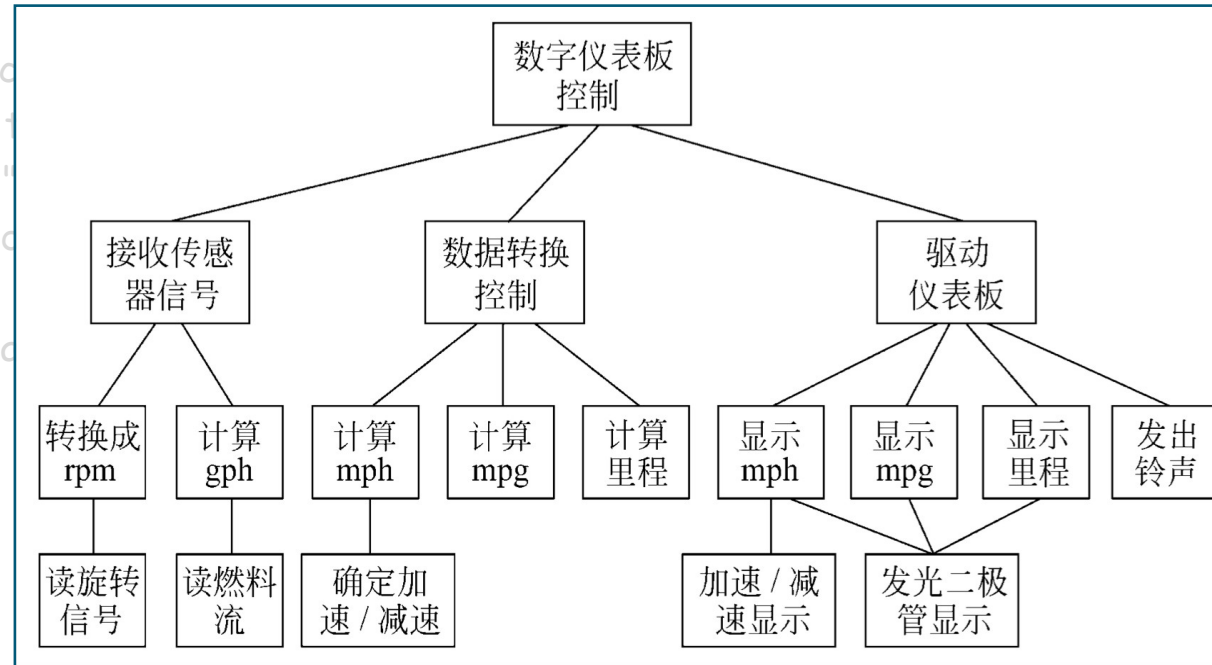 数字仪表板
控制
接收传感
器信号
数据转换
控制
驱动
仪表板
转换成
rpm
计算
gph
计算
mph
计算
mpg
计算
里程
显示
mph
显示
mpg
显示
里程
发出
铃声
读旋转
信号
读燃料
流
确定加
速 / 减速
加速 / 减
速显示
发光二极
管显示